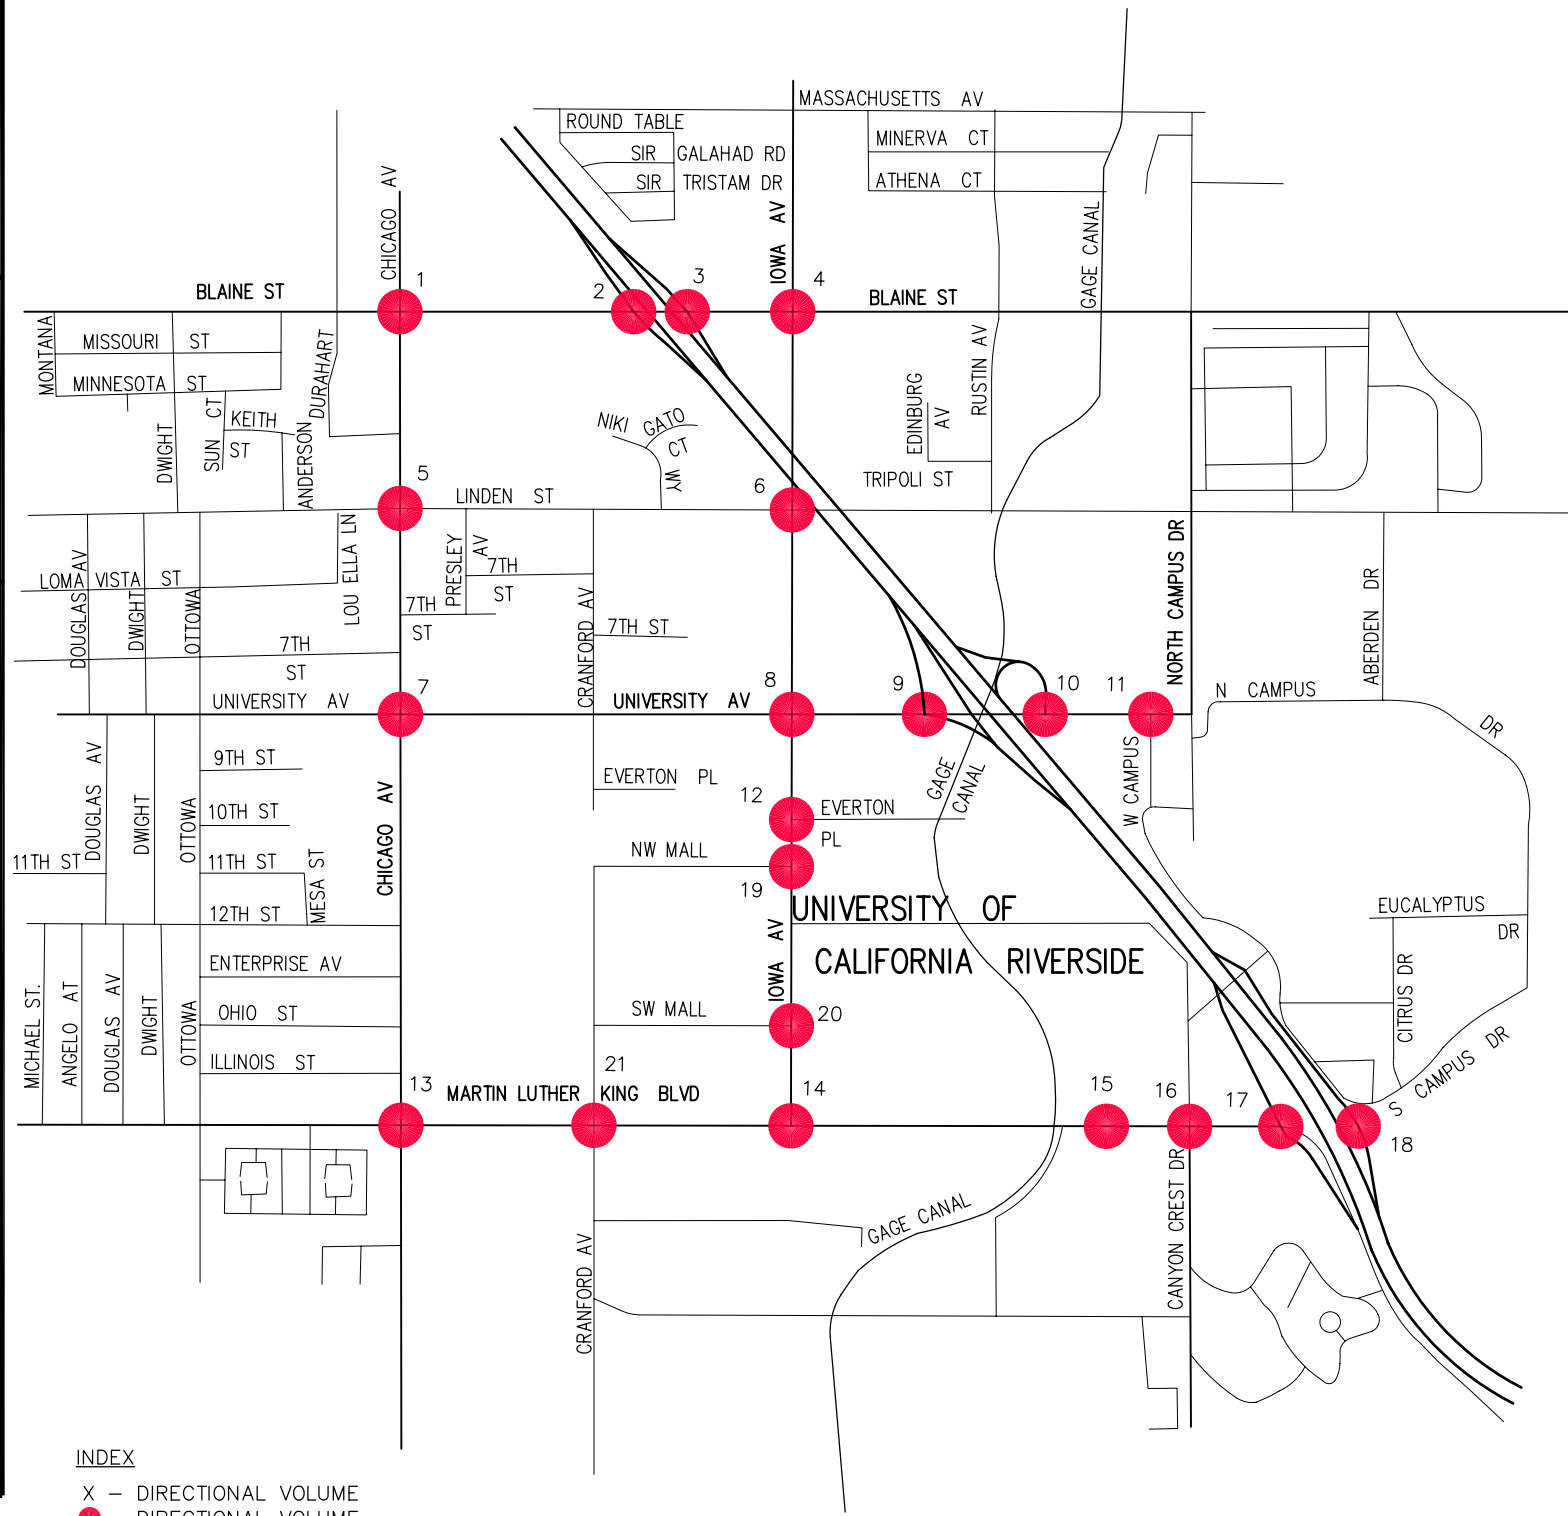 MASSACHUSETTS AV
ROUND TABLE
MINERVA CT
SIR GALAHAD RD
SIR TRISTAM DR
ATHENA CT
CHICAGO AV
IOWA AV
GAGE CANAL
1
2
3
4
BLAINE ST
BLAINE ST
MONTANA
MISSOURI ST
MINNESOTA ST
DURAHART
RUSTIN AV
EDINBURG AV
SUN CT
KEITH ST
DWIGHT
ANDERSON
NIKI GATO
CT
WY
TRIPOLI ST
5
6
LINDEN ST
LOU ELLA LN
PRESLEY AV
7TH ST
NORTH CAMPUS DR
DOUGLAS AV
LOMA VISTA ST
DWIGHT
OTTOWA
7TH ST
CRANFORD AV
7TH ST
7TH ST
ABERDEN DR
7
8
9
10
11
UNIVERSITY AV
UNIVERSITY AV
N CAMPUS
DR
DOUGLAS AV
9TH ST
EVERTON PL
GAGE CANAL
W CAMPUS
DWIGHT
OTTOWA
10TH ST
CHICAGO AV
12
EVERTON PL
11TH ST
11TH ST
MESA ST
NW MALL
19
12TH ST
UNIVERSITY OF
CALIFORNIA RIVERSIDE
EUCALYPTUS DR
IOWA AV
ENTERPRISE AV
CITRUS DR
MICHAEL ST.
ANGELO AT
DOUGLAS AV
DWIGHT
OTTOWA
OHIO ST
SW MALL
20
ILLINOIS ST
S CAMPUS DR
13
21
14
15
16
17
18
MARTIN LUTHER KING BLVD
CANYON CREST DR
GAGE CANAL
CRANFORD AV
INDEX
X – DIRECTIONAL VOLUME
DIRECTIONAL VOLUME